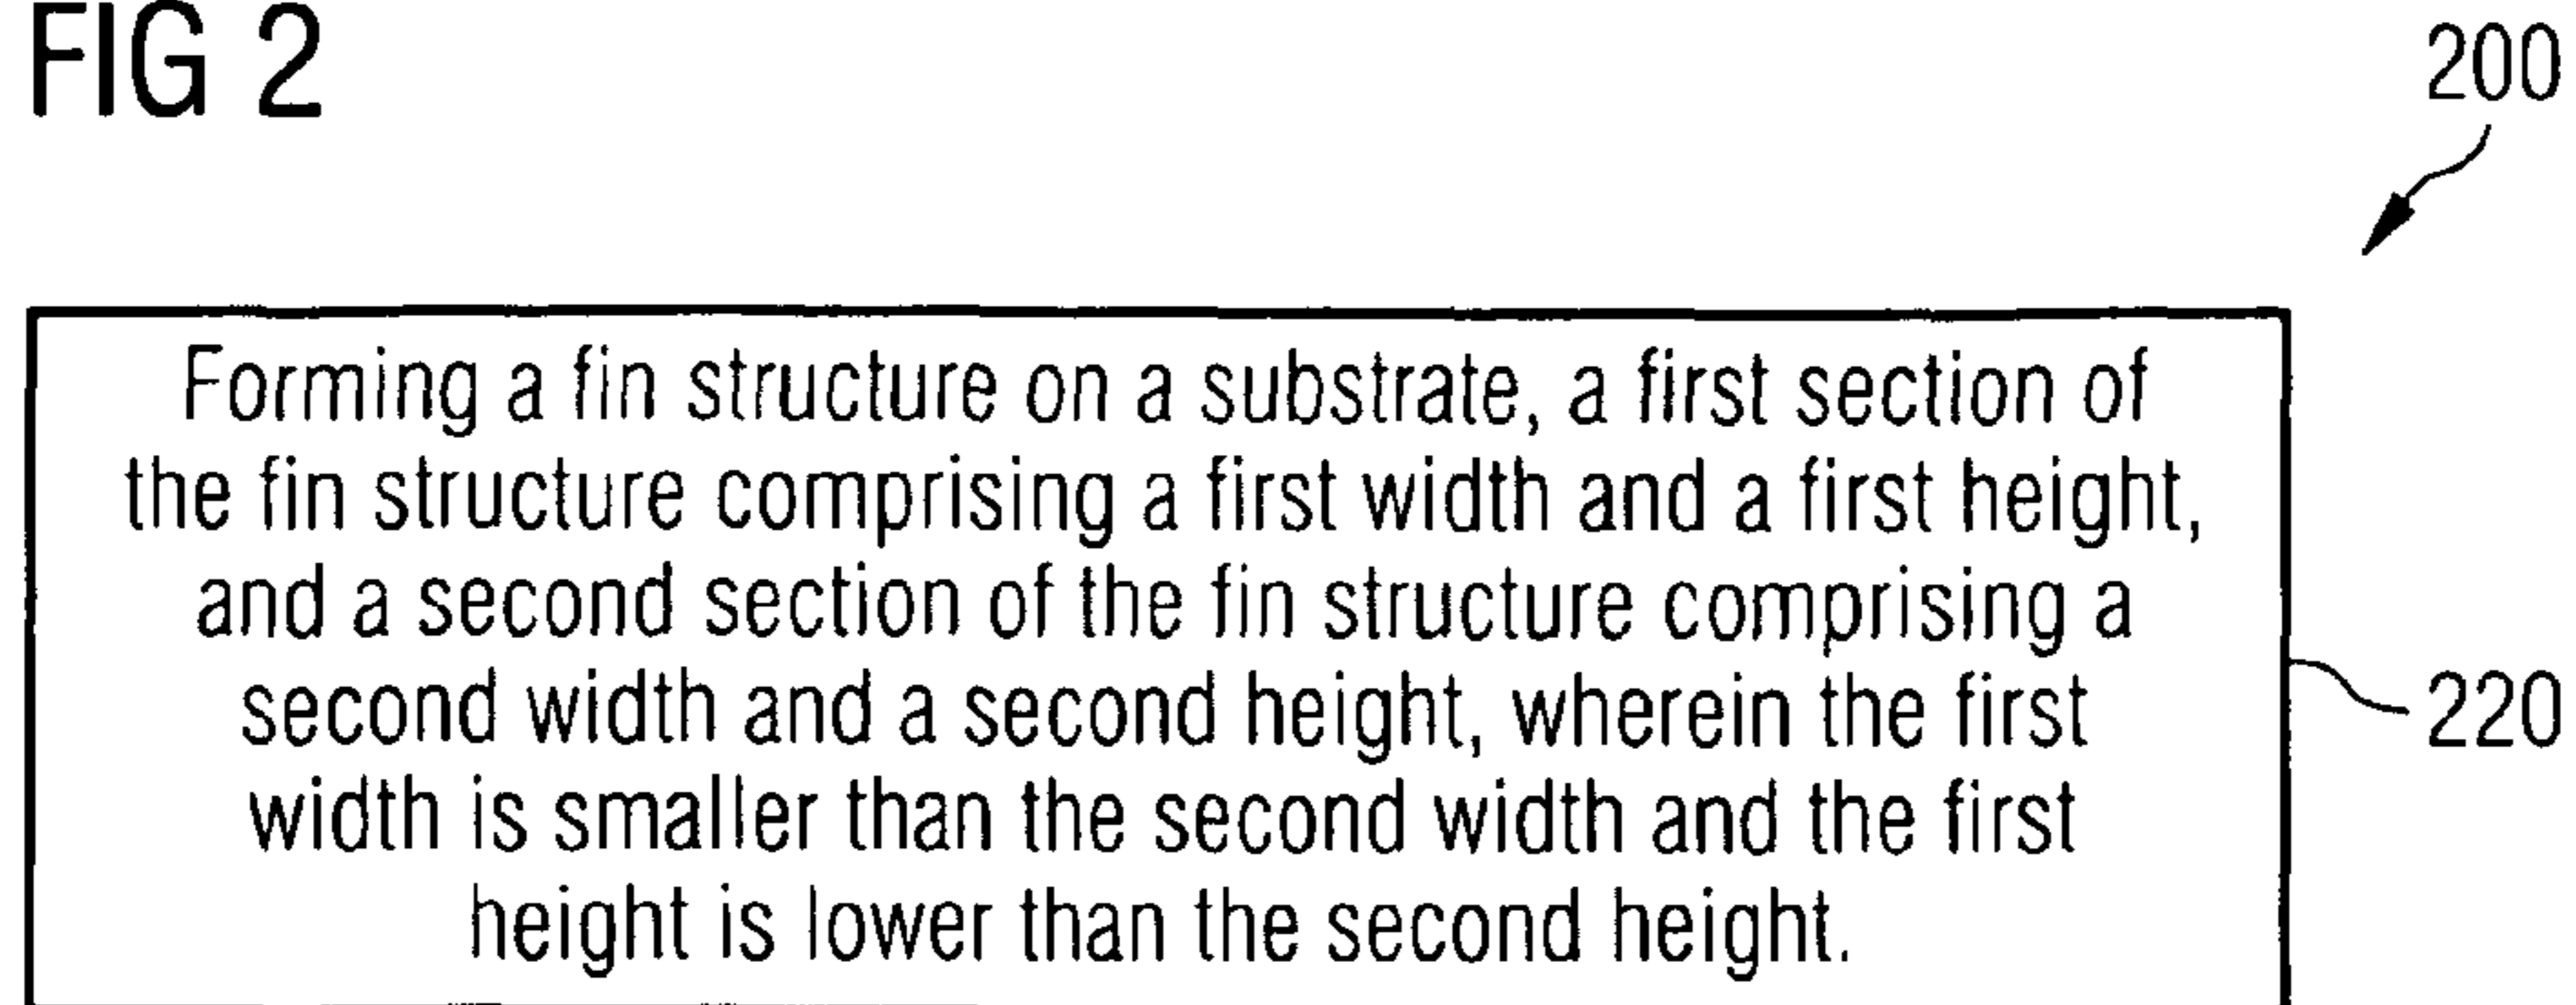 FIG 2
200
Forming a fin structure on a substrate, a first section of
the fin structure comprising a first width and a first height,
and a second section of the fin structure comprising a
second width and a second height, wherein the first
220
width is smaller than the second width and the first
height is lower than the second height.